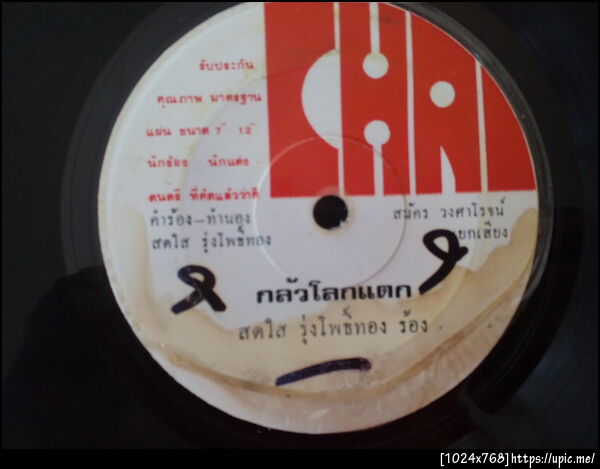 CHAI
รับประกัน
คุณภาพ มาตรฐาน
แผ่น ขนาด 7" 12"
นักร้อง นักแต่ง
ดนตรี ที่คัดแล้วว่าดี
คำร้อง-ทำนอง
สดใส รุ่งโพธิ์ทอง
สมัคร วงศาโรจน์
แยกเสียง
กลัวโลกแตก
สดใส รุ่งโพธิ์ทอง ร้อง
[1024x768]https://upic.me/